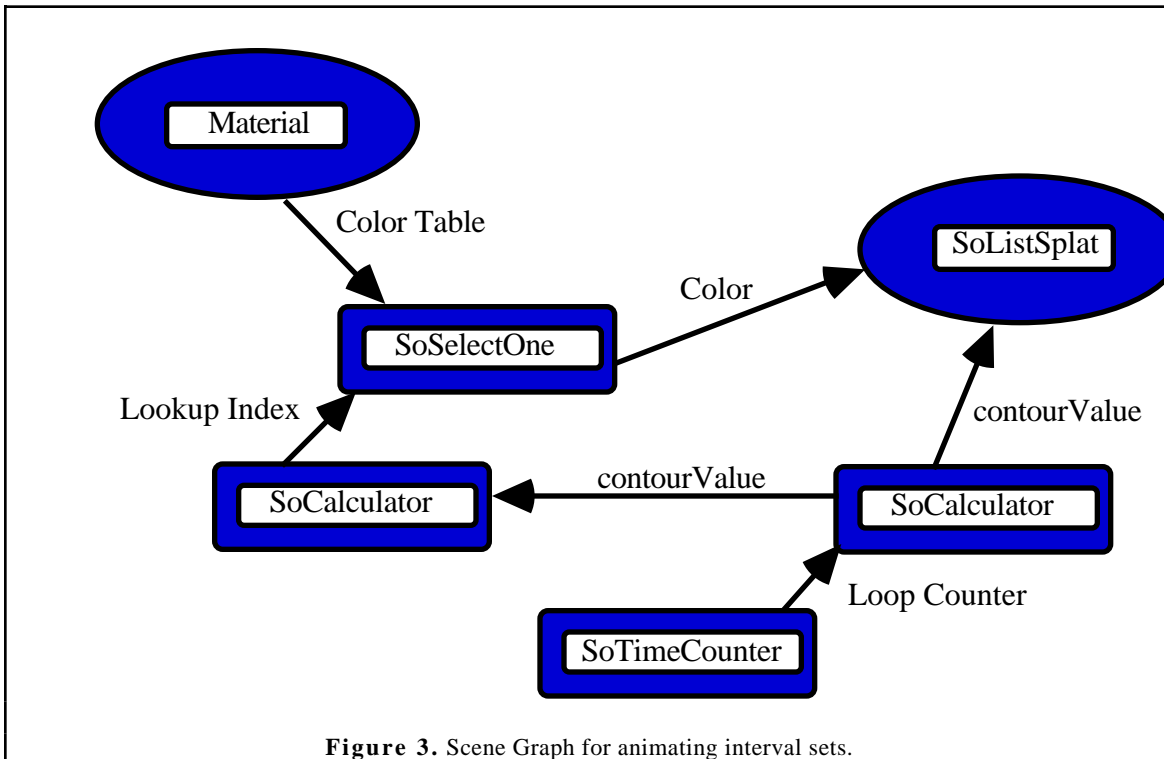 Material
Color Table
SoListSplat
Color
SoSelectOne
Lookup Index
contourValue
contourValue
SoCalculator
SoCalculator
Loop Counter
SoTimeCounter
Figure 3. Scene Graph for animating interval sets.